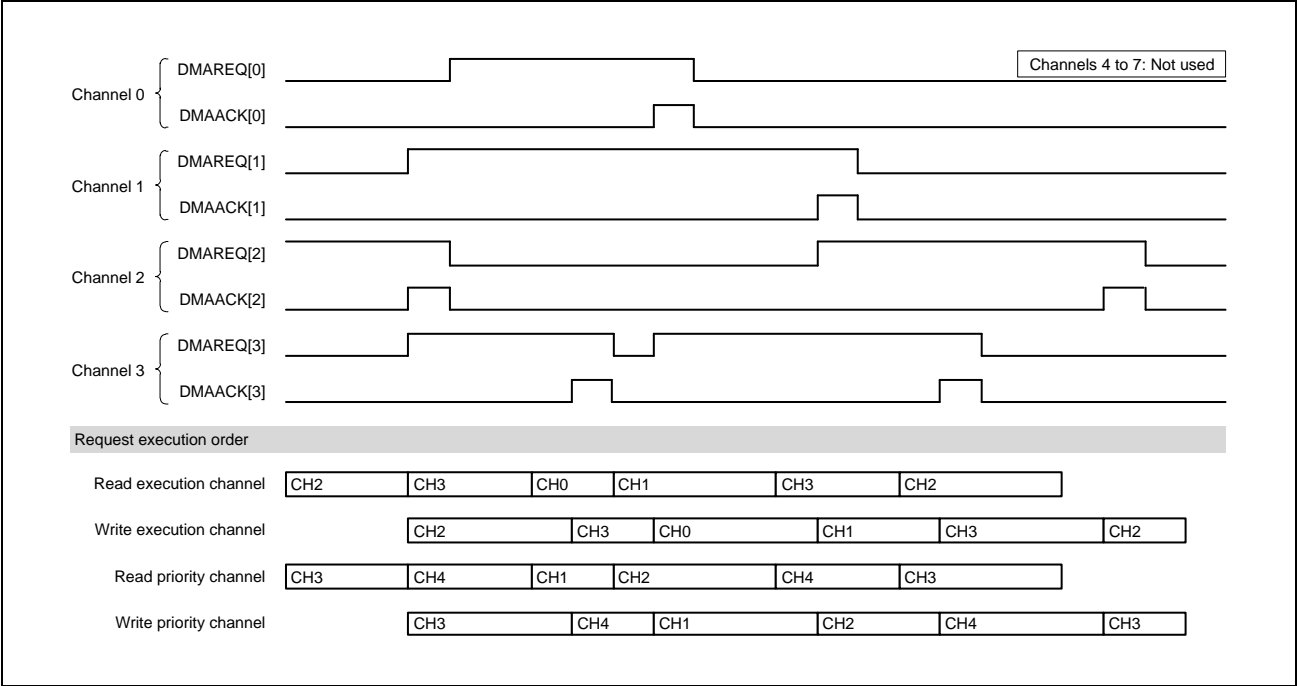 Channels 4 to 7: Not used
Channel 0
DMAREQ[0]
DMAACK[0]
Channel 1
DMAREQ[1]
DMAACK[1]
Channel 2
DMAREQ[2]
DMAACK[2]
Channel 3
DMAREQ[3]
DMAACK[3]
Request execution order
Read execution channel CH2 CH3 CH0 CH1 CH3 CH2
Write execution channel CH2 CH3 CH0 CH1 CH3 CH2
Read priority channel CH3 CH4 CH1 CH2 CH4 CH3
Write priority channel CH3 CH4 CH1 CH2 CH4 CH3